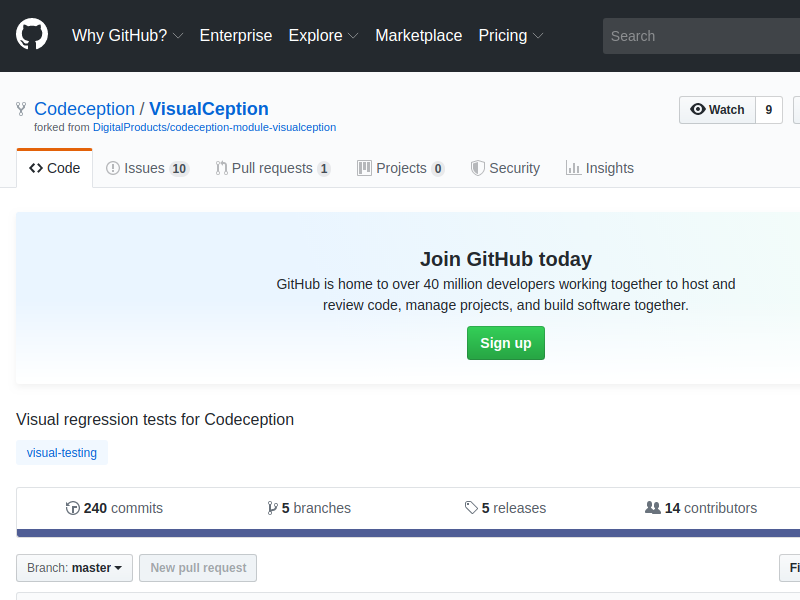 Why GitHub? Enterprise Explore Marketplace Pricing Search
Codeception / VisualCeption Watch 9
forked from DigitalProducts/codeception-module-visualception
Code Issues 10 Pull requests 1 Projects 0 Security Insights
Join GitHub today
GitHub is home to over 40 million developers working together to host and
review code, manage projects, and build software together.
Sign up
Visual regression tests for Codeception
visual-testing
240 commits 5 branches 5 releases 14 contributors
Branch: master New pull request